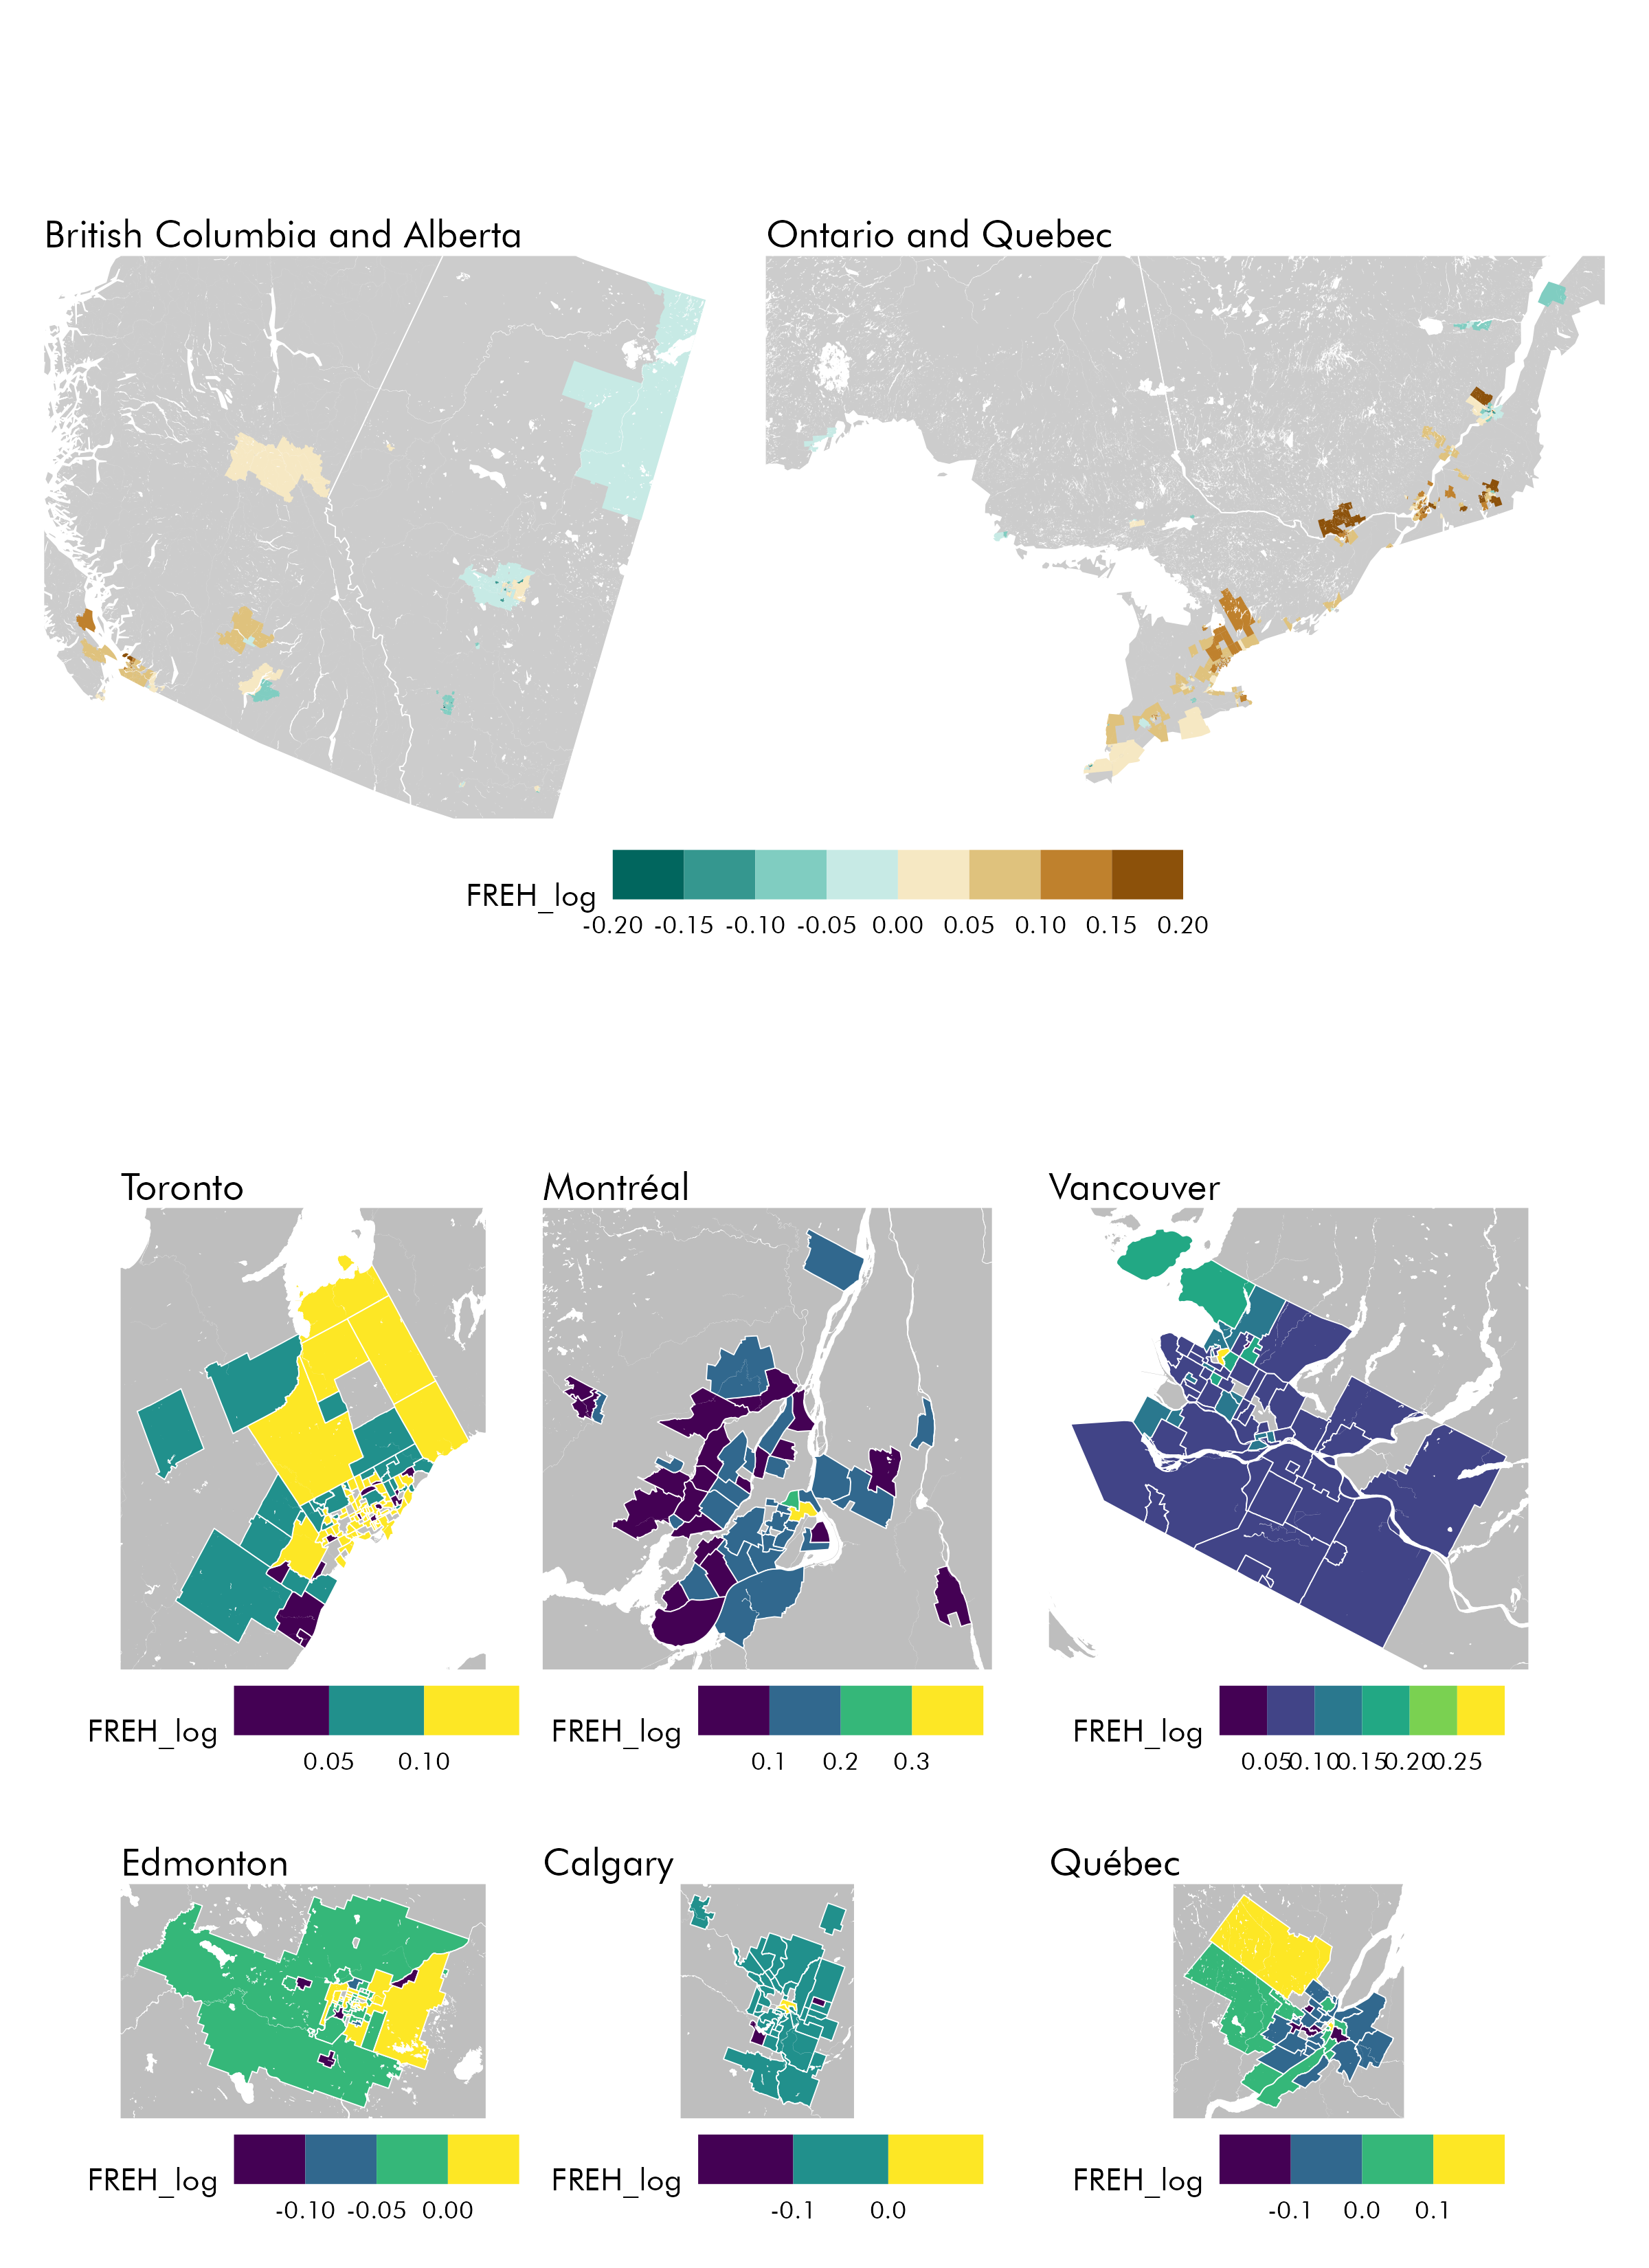 British Columbia and Alberta
Ontario and Quebec
FREH_log
-0.20 -0.15 -0.10 -0.05 0.00 0.05 0.10 0.15 0.20
Toronto
Montréal
Vancouver
FREH_log
0.05 0.10
FREH_log
0.1 0.2 0.3
FREH_log
0.05 0.10 0.15 0.20 0.25
Edmonton
Calgary
Québec
FREH_log
-0.10 -0.05 0.00
FREH_log
-0.1 0.0
FREH_log
-0.1 0.0 0.1